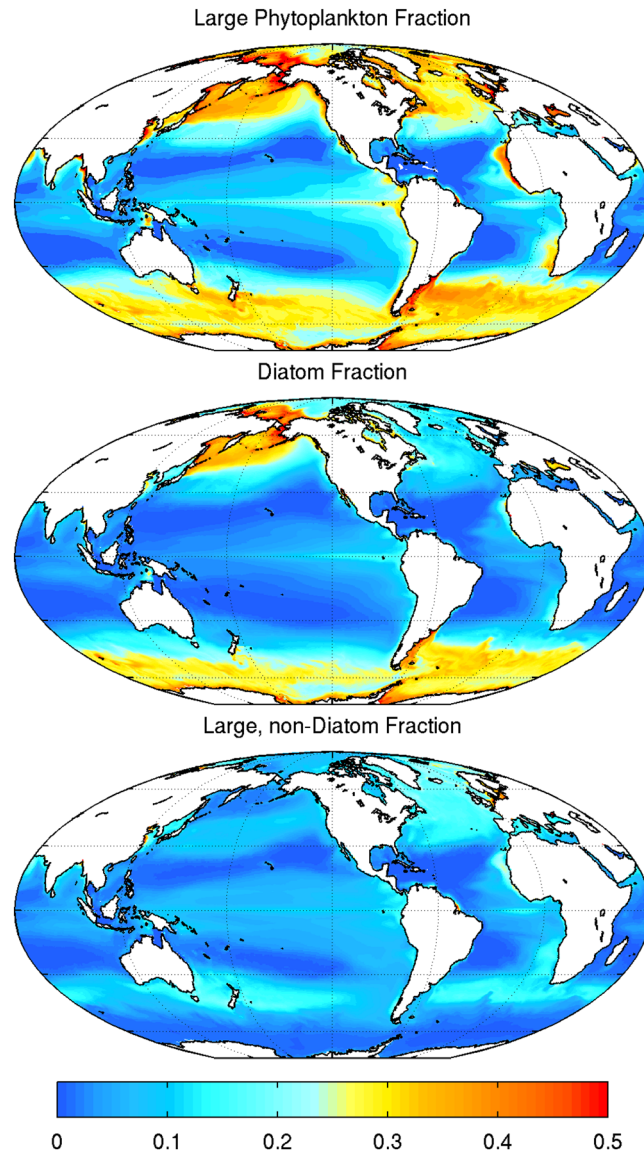 Large Phytoplankton Fraction
Diatom Fraction
Large, non-Diatom Fraction
0 0.1 0.2 0.3 0.4 0.5